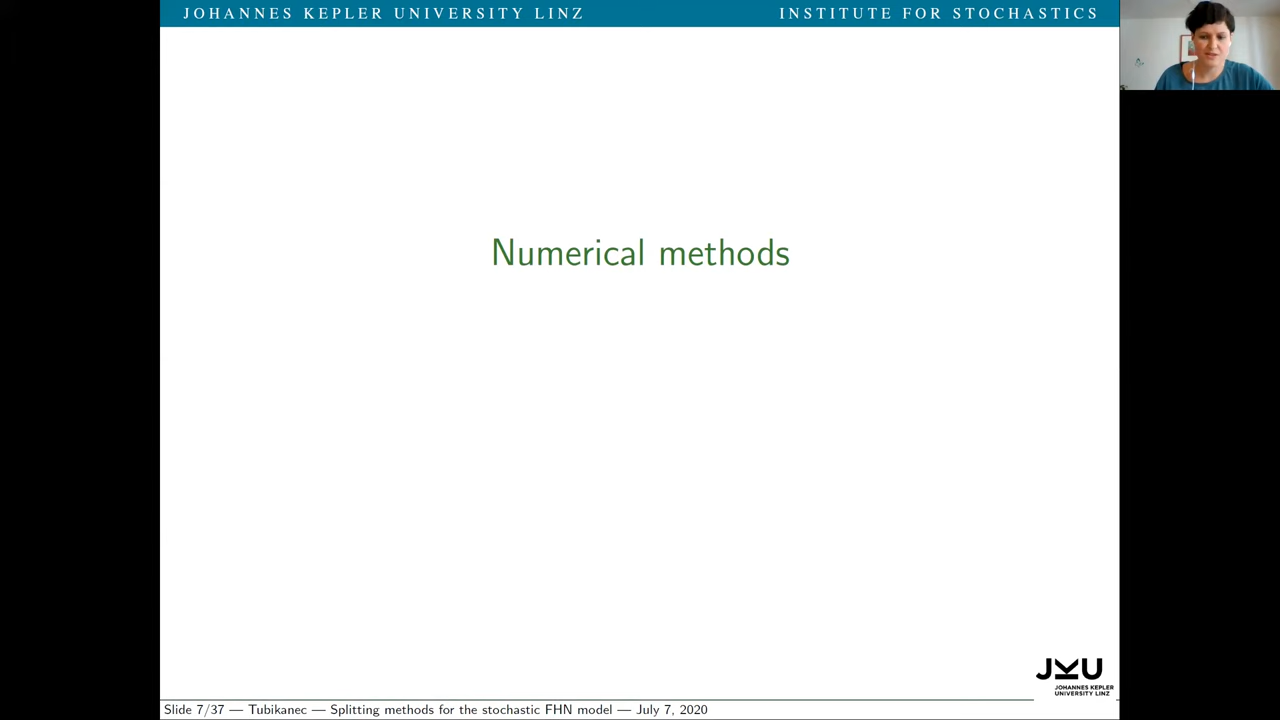 JOHANNES KEPLER UNIVERSITY LINZ
INSTITUTE FOR STOCHASTICS
Numerical methods
JKU
JOHANNES KEPLER
UNIVERSITY LINZ
Slide 7/37 — Tubikanec — Splitting methods for the stochastic FHN model — July 7, 2020